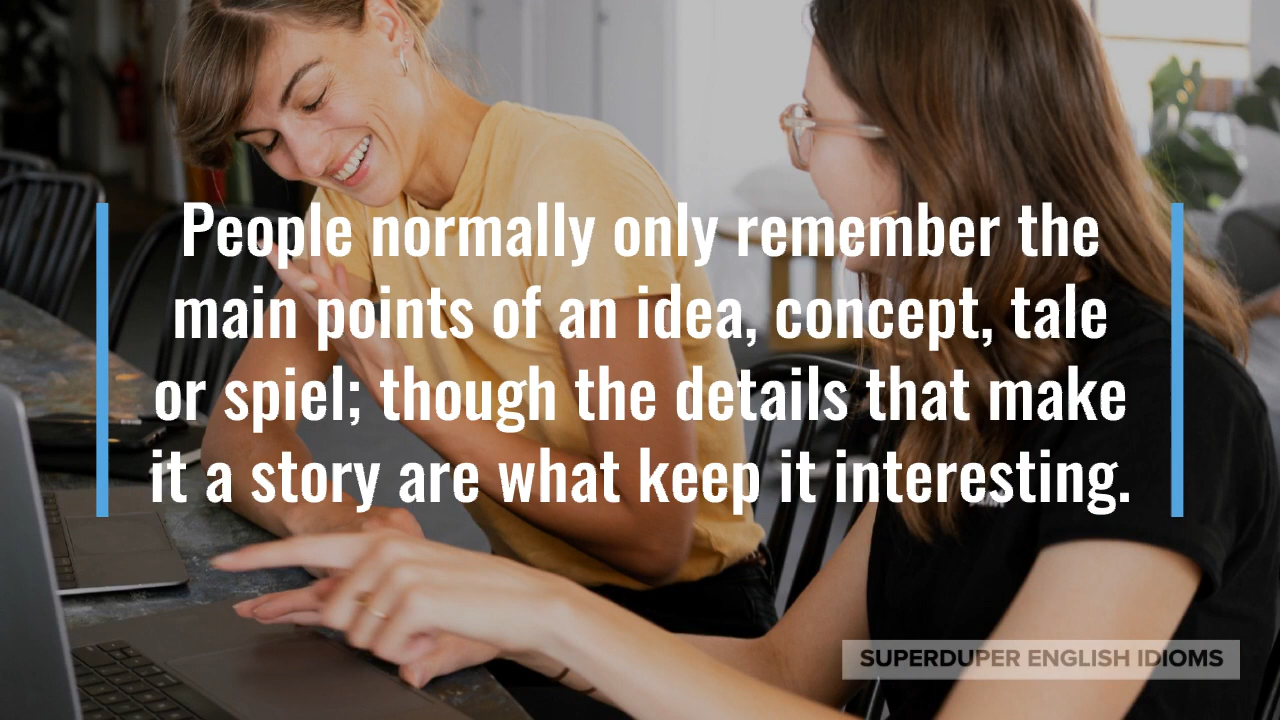 People normally only remember the
main points of an idea, concept, tale
or spiel; though the details that make
it a story are what keep it interesting.
SUPERDUPER ENGLISH IDIOMS